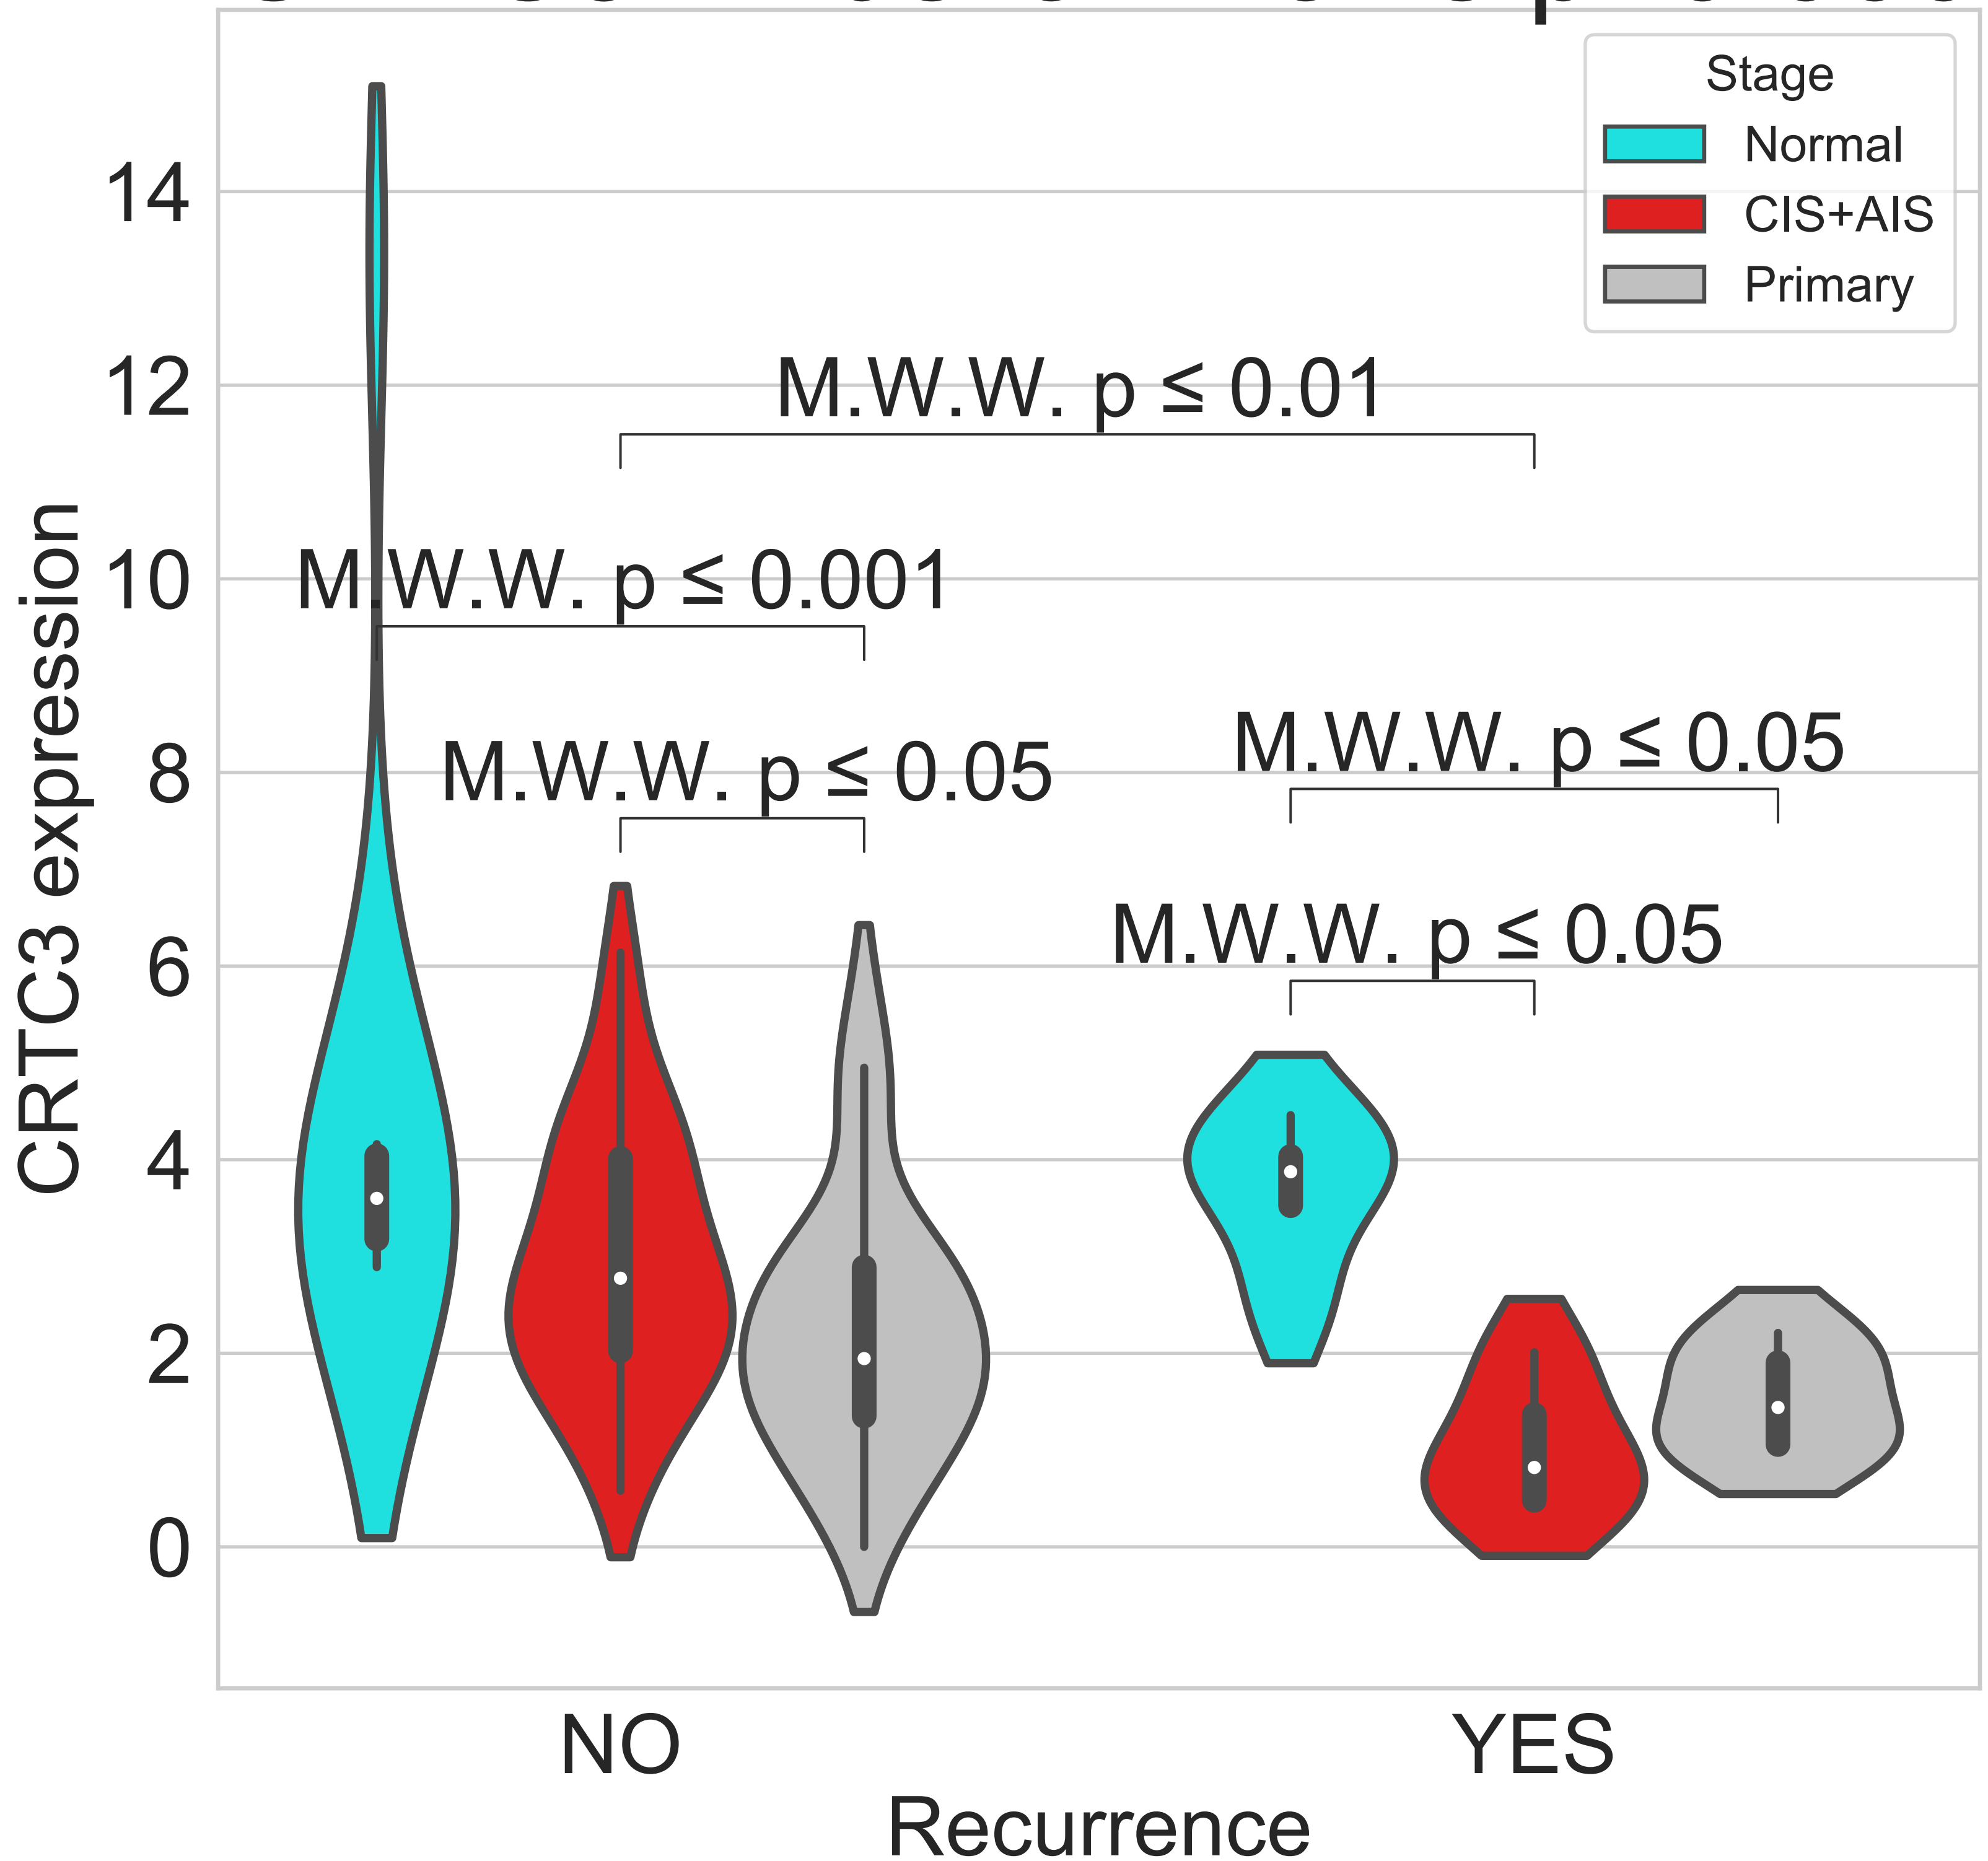 Stage
Normal
CIS+AIS
Primary
14
12
10
8
6
4
2
0
CRTC3 expression
M.W.W. p ≤ 0.01
M.W.W. p ≤ 0.001
M.W.W. p ≤ 0.05
M.W.W. p ≤ 0.05
M.W.W. p ≤ 0.05
NO
YES
Recurrence